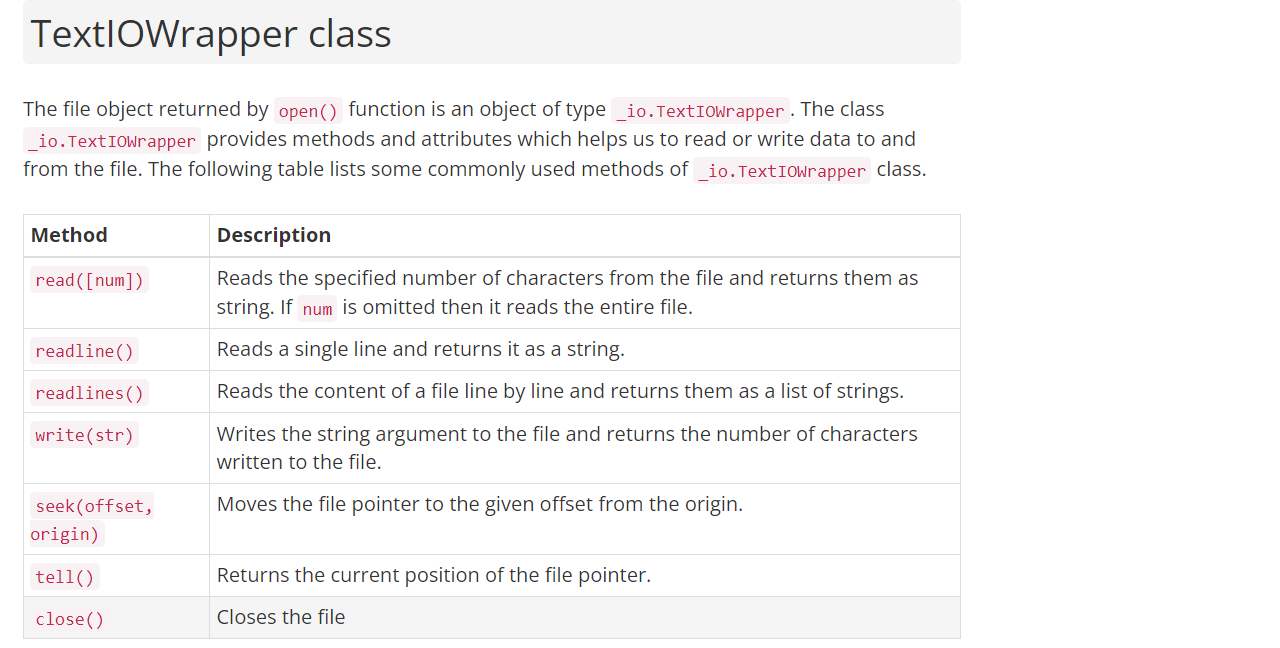 TextIOWrapper class
The file object returned by open() function is an object of type _io.TextIOWrapper. The class
_io.TextIOWrapper provides methods and attributes which helps us to read or write data to and
from the file. The following table lists some commonly used methods of _io.TextIOWrapper class.
Method Description
read([num]) Reads the specified number of characters from the file and returns them as
string. If num is omitted then it reads the entire file.
readline() Reads a single line and returns it as a string.
readlines() Reads the content of a file line by line and returns them as a list of strings.
write(str) Writes the string argument to the file and returns the number of characters
written to the file.
seek(offset, Moves the file pointer to the given offset from the origin.
origin)
tell() Returns the current position of the file pointer.
close() Closes the file